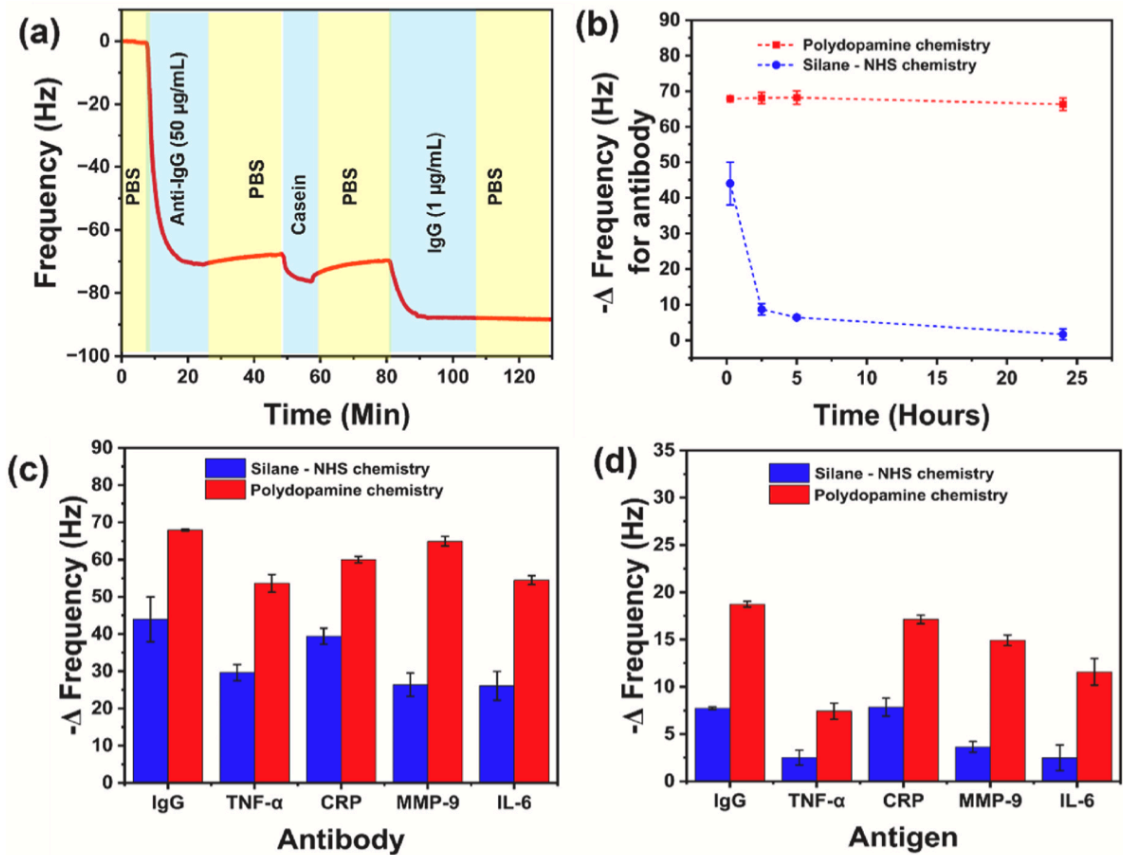 (a)
Frequency (Hz)
0
−20
−40
−60
−80
−100
PBS
Anti-IgG (50 µg/mL)
PBS
Casein
PBS
IgG (1 µg/mL)
PBS
0 20 40 60 80 100 120
Time (Min)
(b)
-Δ Frequency (Hz)
for antibody
90
80
70
60
50
40
30
20
10
0
Polydopamine chemistry
Silane - NHS chemistry
0 5 10 15 20 25
Time (Hours)
(c)
-Δ Frequency (Hz)
90
80
70
60
50
40
30
20
10
0
Silane - NHS chemistry
Polydopamine chemistry
IgG TNF-α CRP MMP-9 IL-6
Antibody
(d)
-Δ Frequency (Hz)
35
30
25
20
15
10
5
0
Silane - NHS chemistry
Polydopamine chemistry
IgG TNF-α CRP MMP-9 IL-6
Antigen